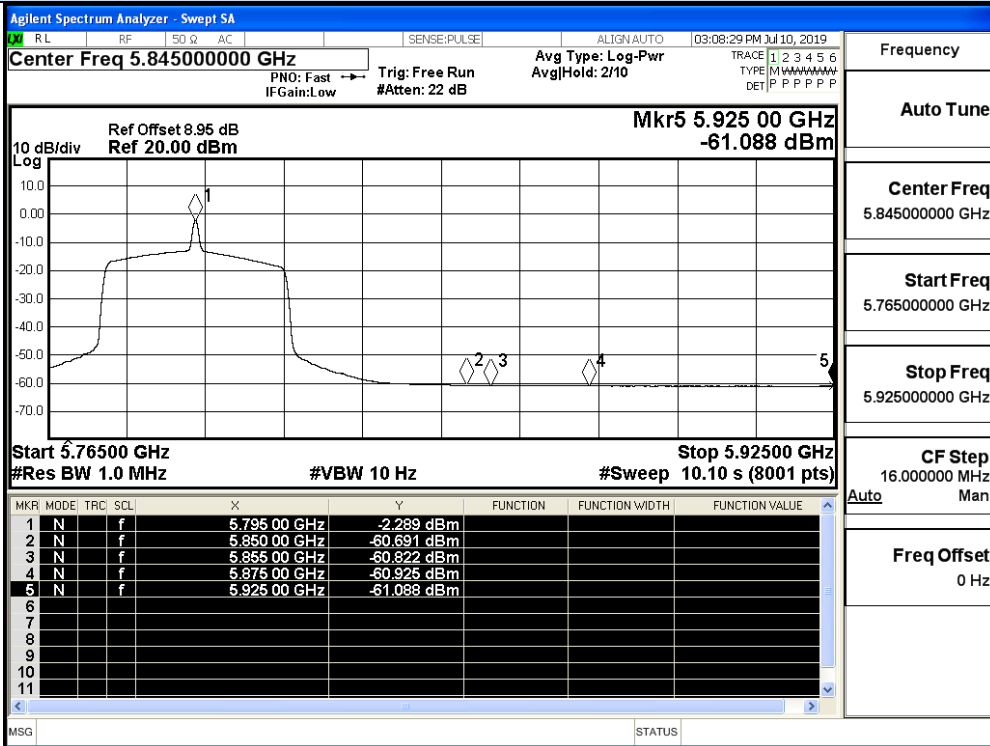 Agilent Spectrum Analyzer - Swept SA
LXI RL RF 50 Ω AC SENSE:PULSE ALIGN AUTO 03:08:29 PM Jul 10, 2019
Center Freq 5.845000000 GHz
PNO: Fast
IFGain:Low
Trig: Free Run
#Atten: 22 dB
Avg Type: Log-Pwr
Avg|Hold: 2/10
TRACE 1 2 3 4 5 6
TYPE M WWWWW
DET P P P P P P
Mkr5 5.925 00 GHz
-61.088 dBm
Ref Offset 8.95 dB
10 dB/div Ref 20.00 dBm
Log
10.0
0.00
-10.0
-20.0
-30.0
-40.0
-50.0
-60.0
-70.0
1
2
3
4
5
Start 5.76500 GHz Stop 5.92500 GHz
#Res BW 1.0 MHz #VBW 10 Hz #Sweep 10.10 s (8001 pts)
MKR MODE TRC SCL X Y FUNCTION FUNCTION WIDTH FUNCTION VALUE
1 N f 5.795 00 GHz -2.289 dBm
2 N f 5.850 00 GHz -60.691 dBm
3 N f 5.855 00 GHz -60.822 dBm
4 N f 5.875 00 GHz -60.925 dBm
5 N f 5.925 00 GHz -61.088 dBm
6
7
8
9
10
11
MSG STATUS
Frequency
Auto Tune
Center Freq
5.845000000 GHz
Start Freq
5.765000000 GHz
Stop Freq
5.925000000 GHz
CF Step
16.000000 MHz
Auto Man
Freq Offset
0 Hz